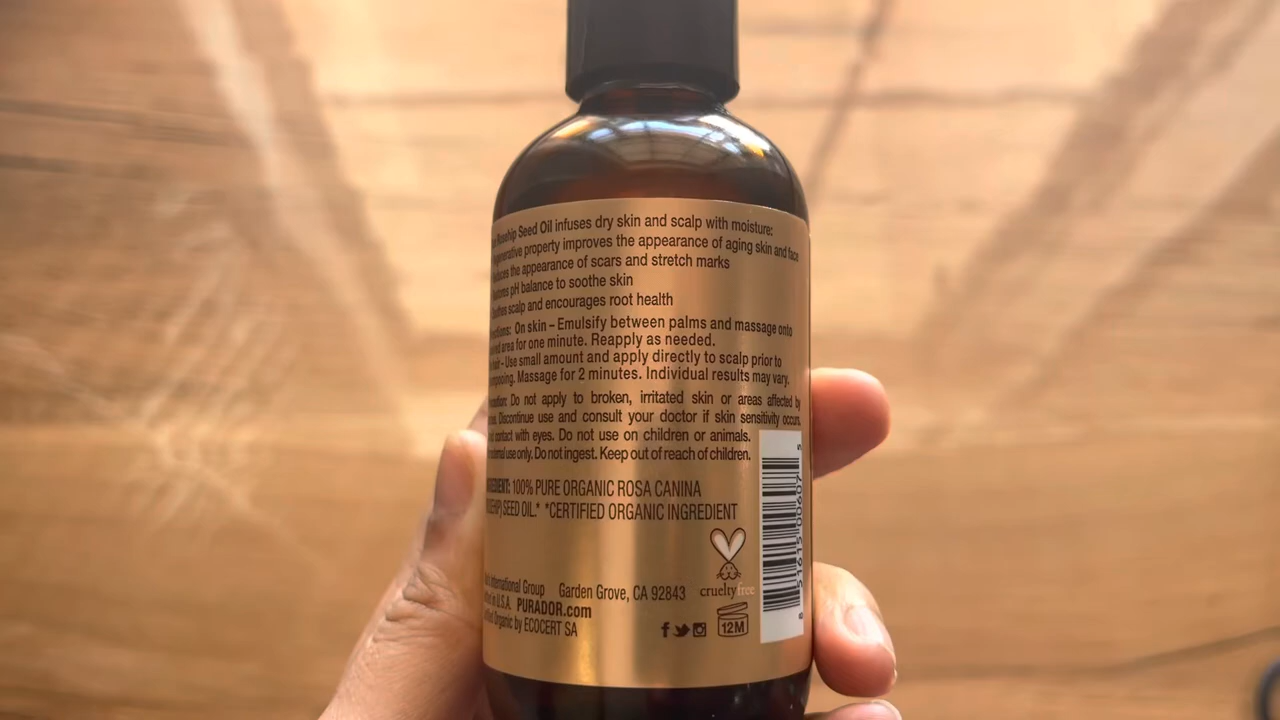 Rosehip Seed Oil infuses dry skin and scalp with moisture:
property improves the appearance of aging skin and face
the appearance of scars and stretch marks
pH balance to soothe skin
scalp and encourages root health
On skin – Emulsify between palms and massage onto
area for one minute. Reapply as needed.
– Use small amount and apply directly to scalp prior to
Massage for 2 minutes. Individual results may vary.
Do not apply to broken, irritated skin or areas affected by
Discontinue use and consult your doctor if skin sensitivity occurs.
contact with eyes. Do not use on children or animals.
use only. Do not ingest. Keep out of reach of children.
100% PURE ORGANIC ROSA CANINA
SEED OIL.* *CERTIFIED ORGANIC INGREDIENT
International Group Garden Grove, CA 92843
in U.S.A. PURADOR.com
Organic by ECOCERT SA
cruelty free
12M